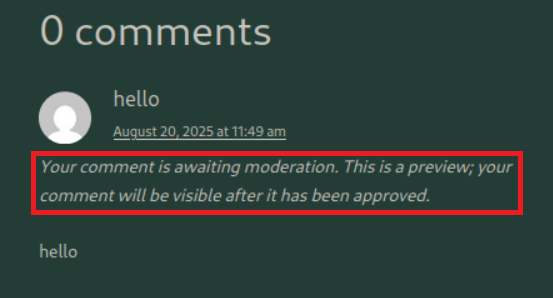 0 comments
hello
August 20, 2025 at 11:49 am
Your comment is awaiting moderation. This is a preview; your
comment will be visible after it has been approved.
hello